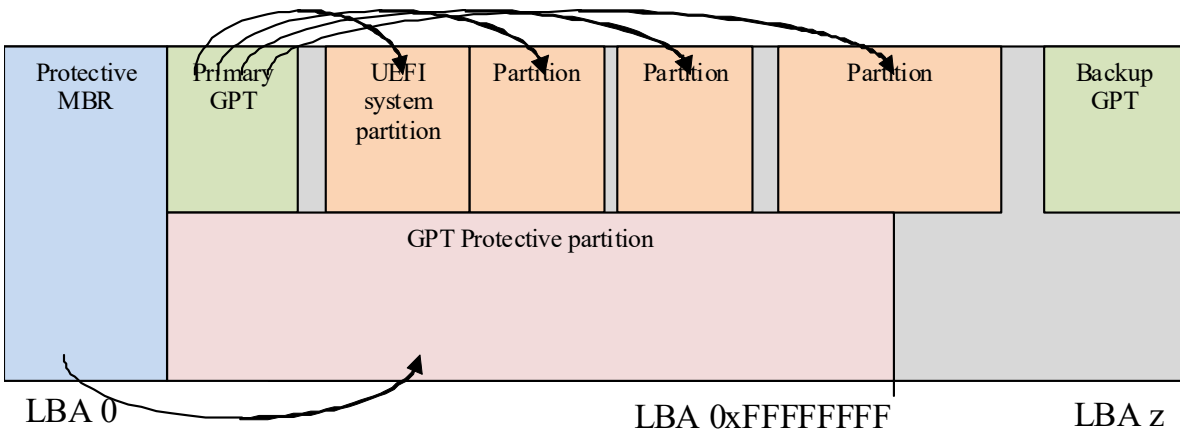 Protective
MBR
Primary
GPT
UEFI
system
partition
Partition
Partition
Partition
Backup
GPT
GPT Protective partition
LBA 0
LBA 0xFFFFFFFF
LBA z